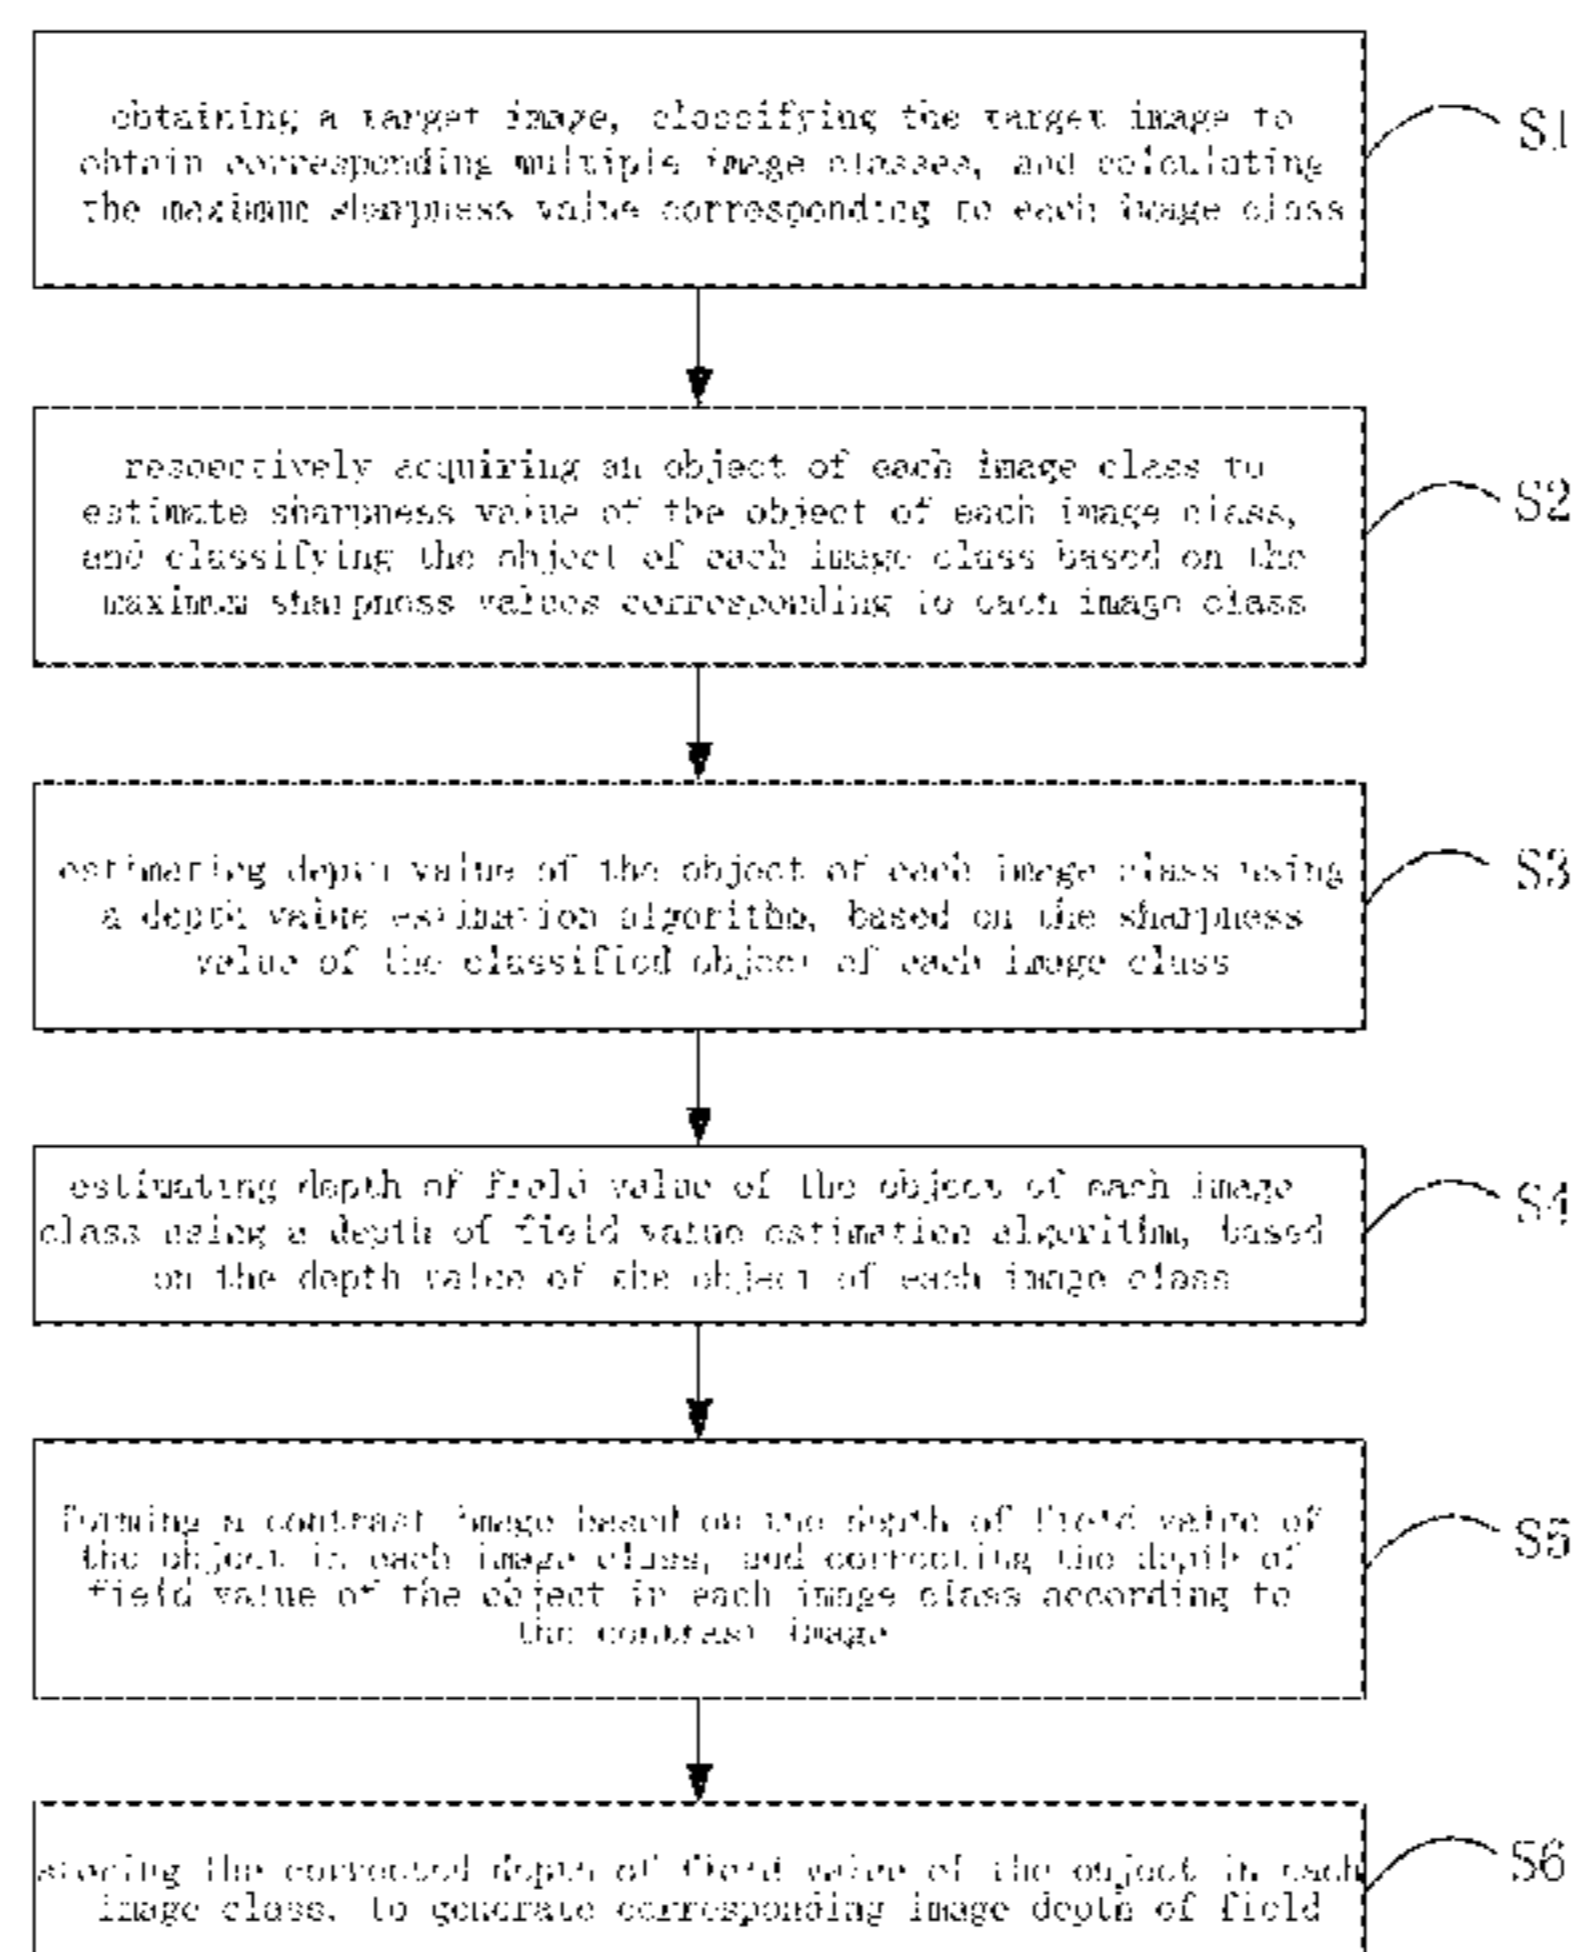 obtaining a target image, classifying the target image to
obtain corresponding multiple image classes, and calculating
the maximum sharpness value corresponding to each image class
S1
respectively acquiring an object of each image class to
estimate sharpness value of the object of each image class,
and classifying the object of each image class based on the
maximum sharpness values corresponding to each image class
S2
estimating depth value of the object of each image class using
a depth value estimation algorithm, based on the sharpness
value of the classified object of each image class
S3
estimating depth of field value of the object of each image
class using a depth of field value estimation algorithm, based
on the depth value of the object of each image class
S4
forming a contrast image based on the depth of field value of
the object in each image class, and correcting the depth of
field value of the object in each image class according to
the contrast image
S5
storing the corrected depth of field value of the object in each
image class, to generate corresponding image depth of field
S6